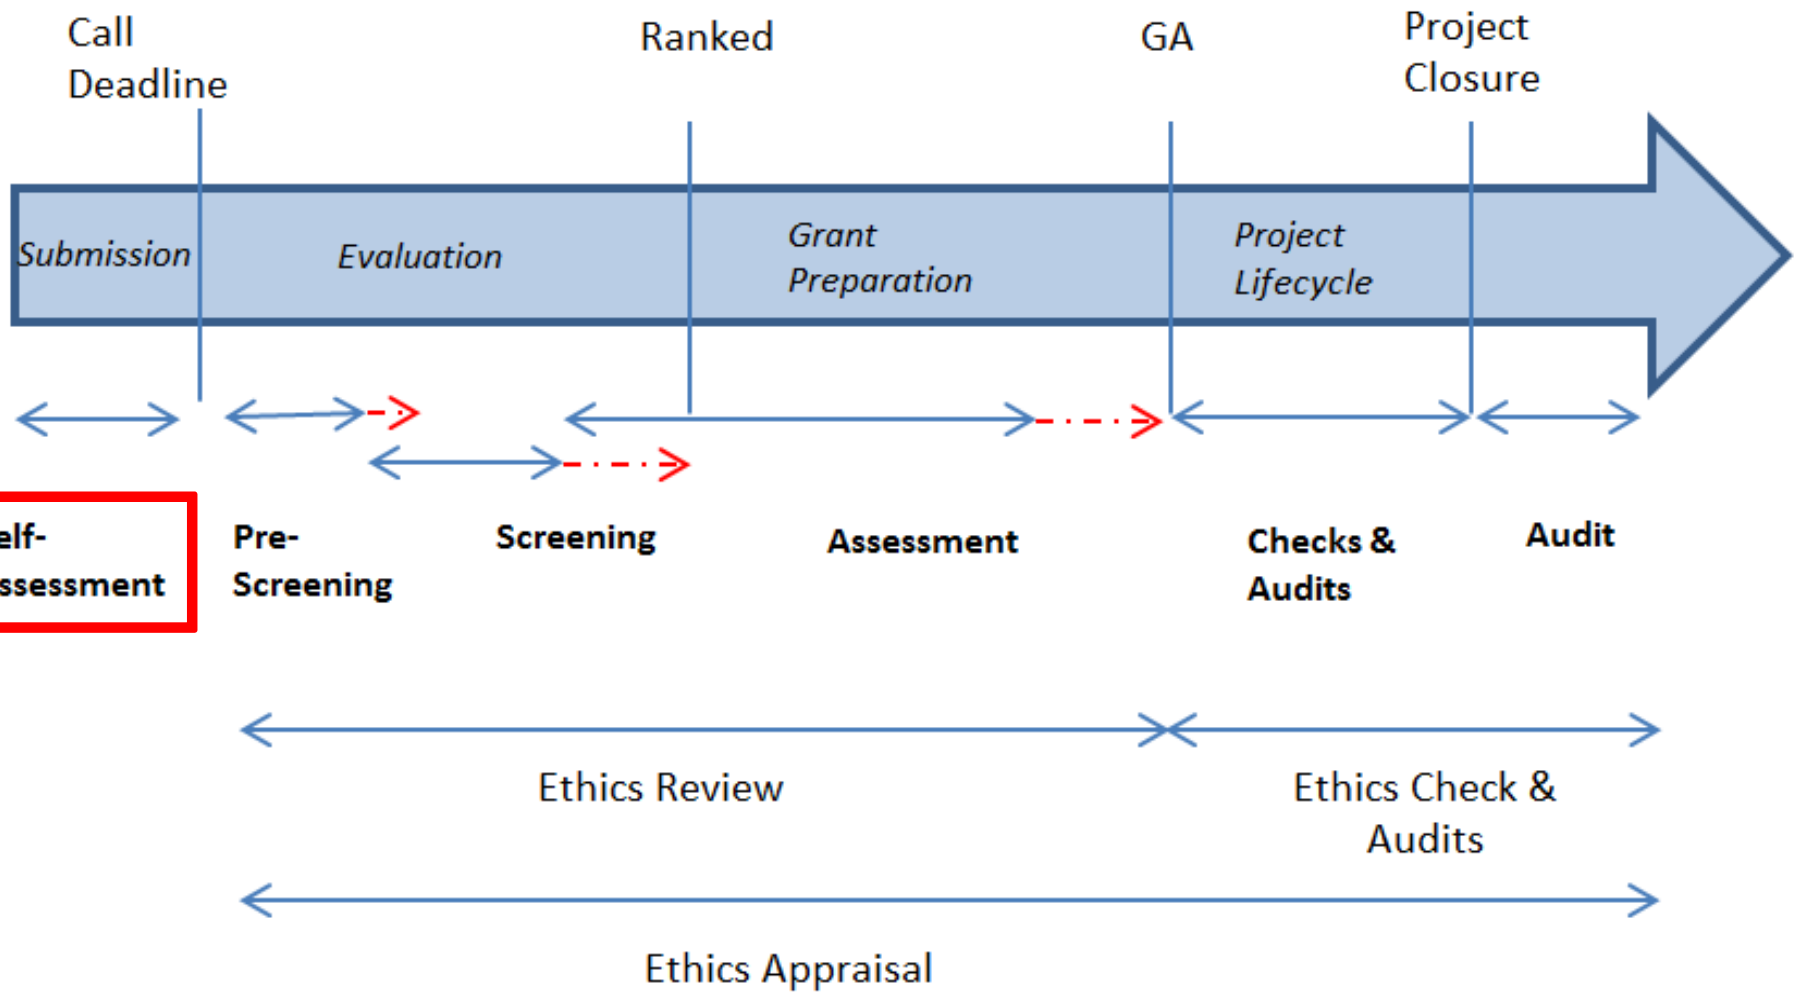 Call
Deadline
Ranked
GA
Project
Closure
Submission
Evaluation
Grant
Preparation
Project
Lifecycle
elf-
ssessment
Pre-
Screening
Screening
Assessment
Checks &
Audits
Audit
Ethics Review
Ethics Check &
Audits
Ethics Appraisal